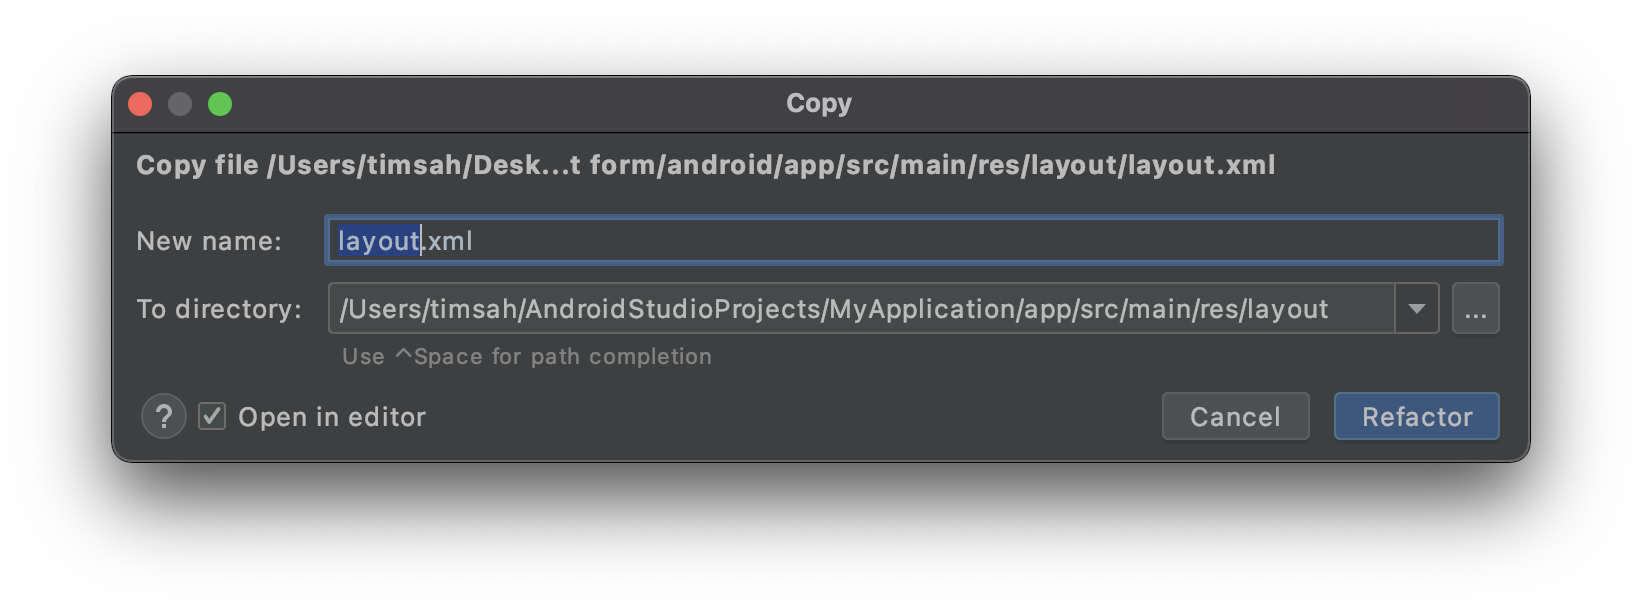 Copy
Copy file /Users/timsah/Desk...t form/android/app/src/main/res/layout/layout.xml
New name: layout.xml
To directory: /Users/timsah/AndroidStudioProjects/MyApplication/app/src/main/res/layout ...
Use ^Space for path completion
? Open in editor Cancel Refactor